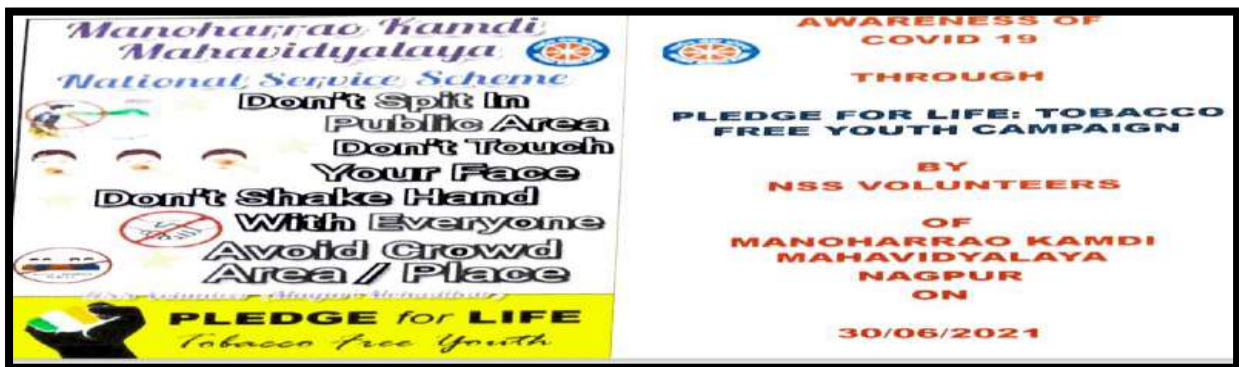 Manoharrao Kamdi
Mahavidyalaya
National Service Scheme
Don't Spit In
Public Area
Don't Touch
Your Face
Don't Shake Hand
With Everyone
Avoid Crowd
Area / Place
PLEDGE for LIFE
Tobacco Free Youth
AWARENESS OF
COVID 19
THROUGH
PLEDGE FOR LIFE: TOBACCO
FREE YOUTH CAMPAIGN
BY
NSS VOLUNTEERS
OF
MANOHARRAO KAMDI
MAHAVIDYALAYA
NAGPUR
ON
30/06/2021